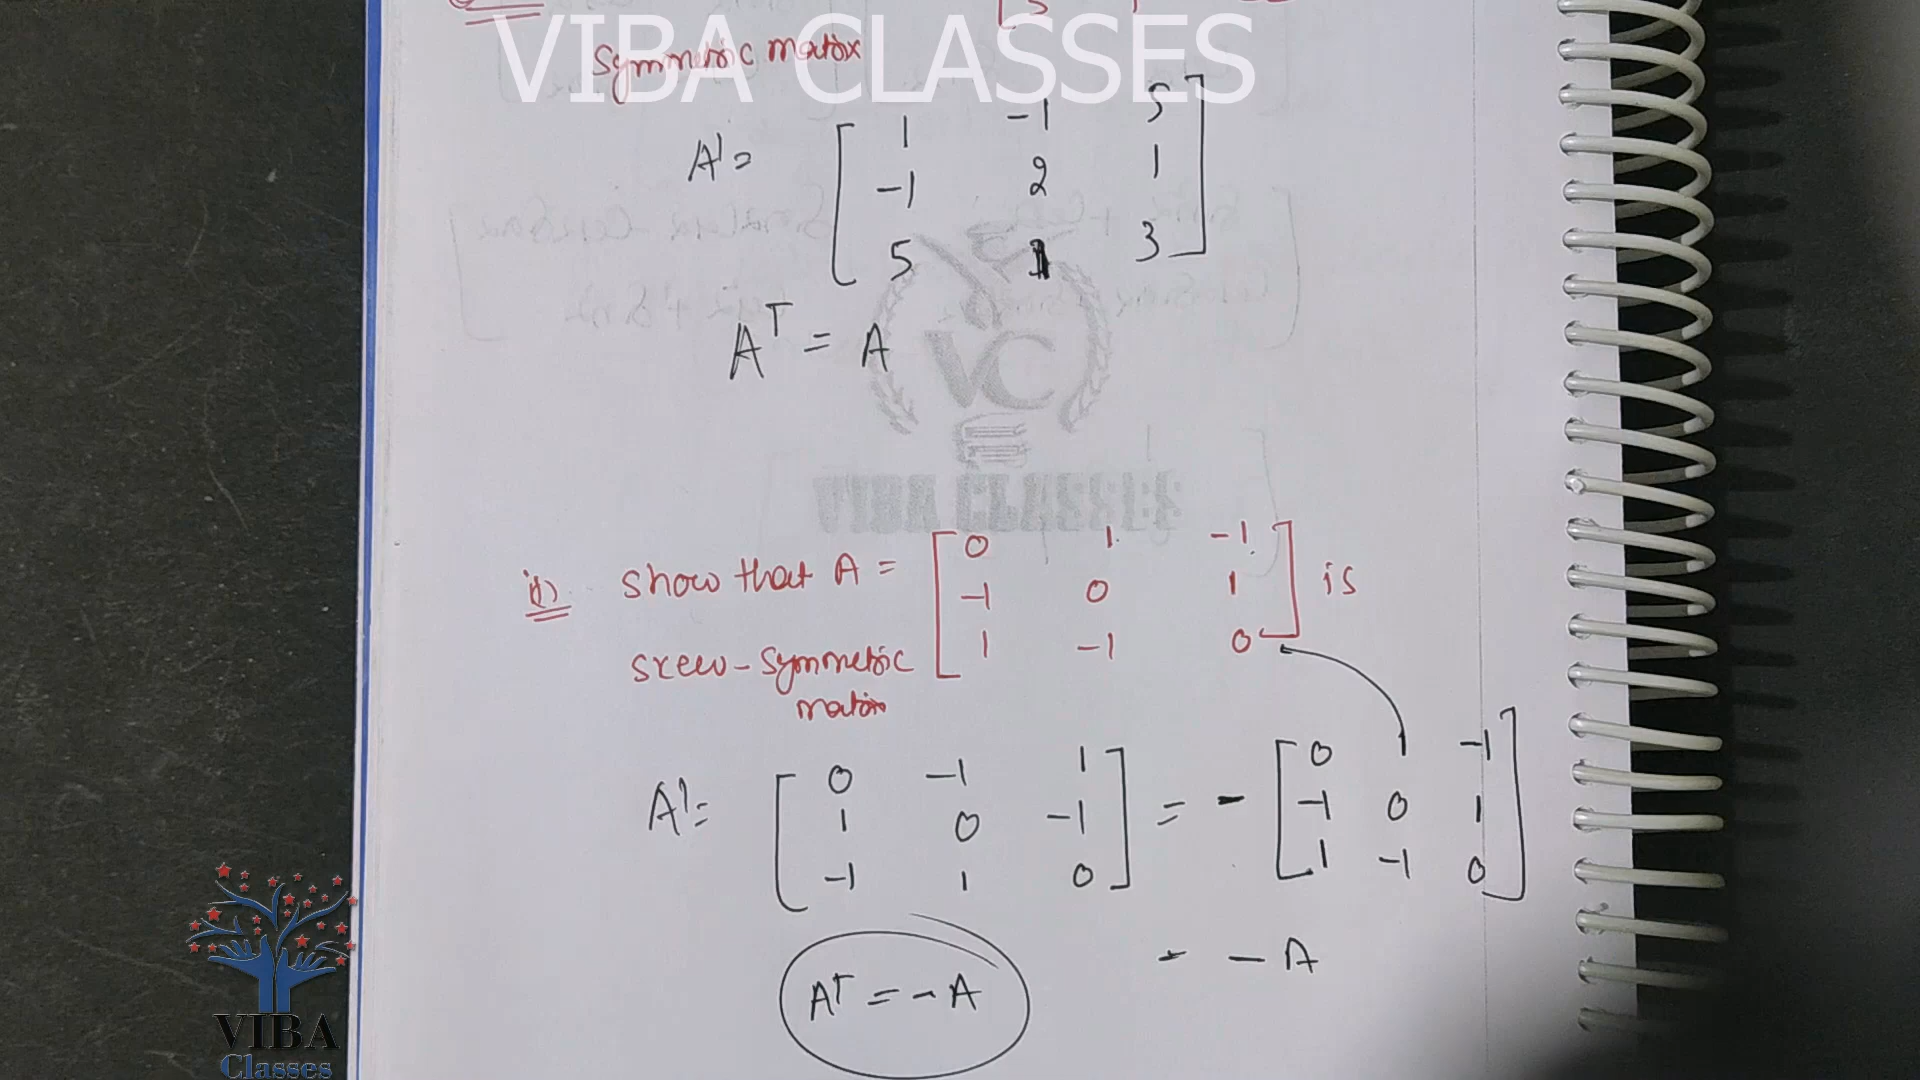 VIBA CLASSES
Symmetric matrix
A' = [ 1 -1 5
-1 2 1
5 1 3 ]
A^T = A
VC
VIBA CLASSES
ii) Show that A = [ 0 1 -1
-1 0 1
1 -1 0 ] is
skew-symmetric
matrix
A' = [ 0 -1 1
1 0 -1
-1 1 0 ] = - [ 0 1 -1
-1 0 1
1 -1 0 ]
= -A
A^T = -A
VIBA
Classes